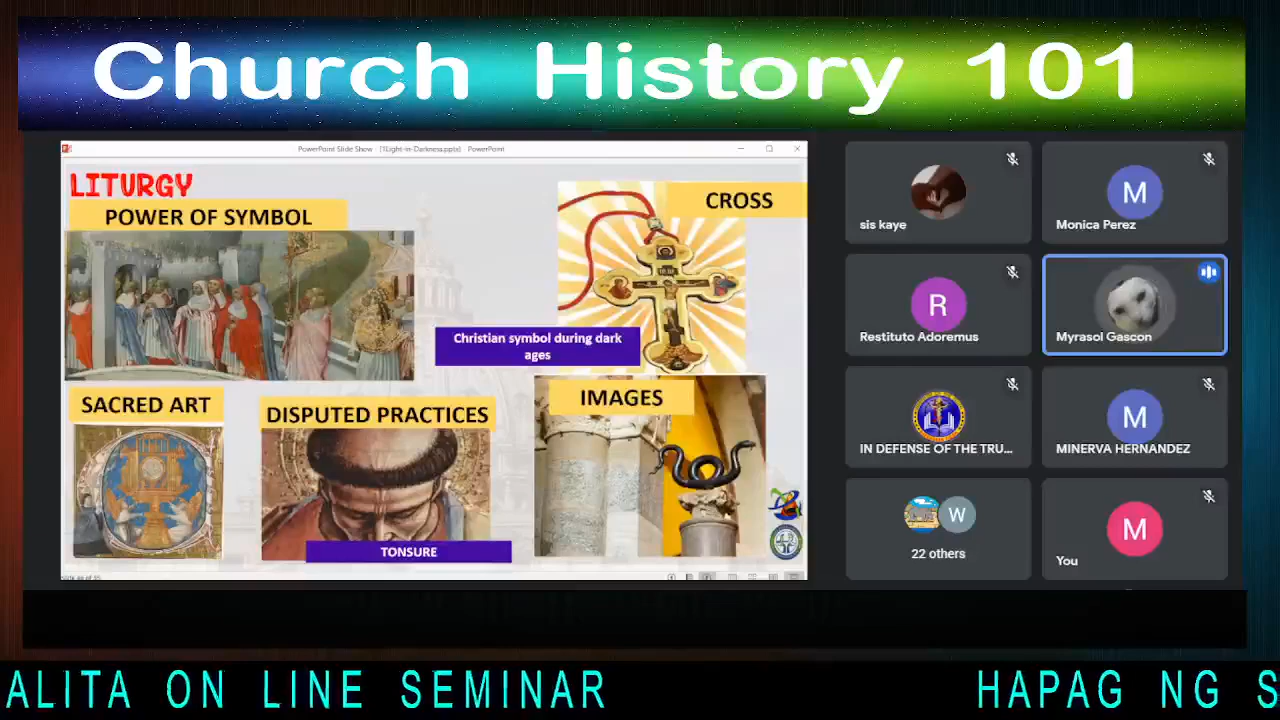 Church History 101
PowerPoint Slide Show - [1Light-in-Darkness.pptx] - PowerPoint
LITURGY
POWER OF SYMBOL
CROSS
Christian symbol during dark
ages
SACRED ART
DISPUTED PRACTICES
IMAGES
TONSURE
sis kaye
M
Monica Perez
R
Restituto Adoremus
Myrasol Gascon
IN DEFENSE OF THE TRU...
M
MINERVA HERNANDEZ
W
22 others
M
You
ALITA ON LINE SEMINAR
HAPAG NG S